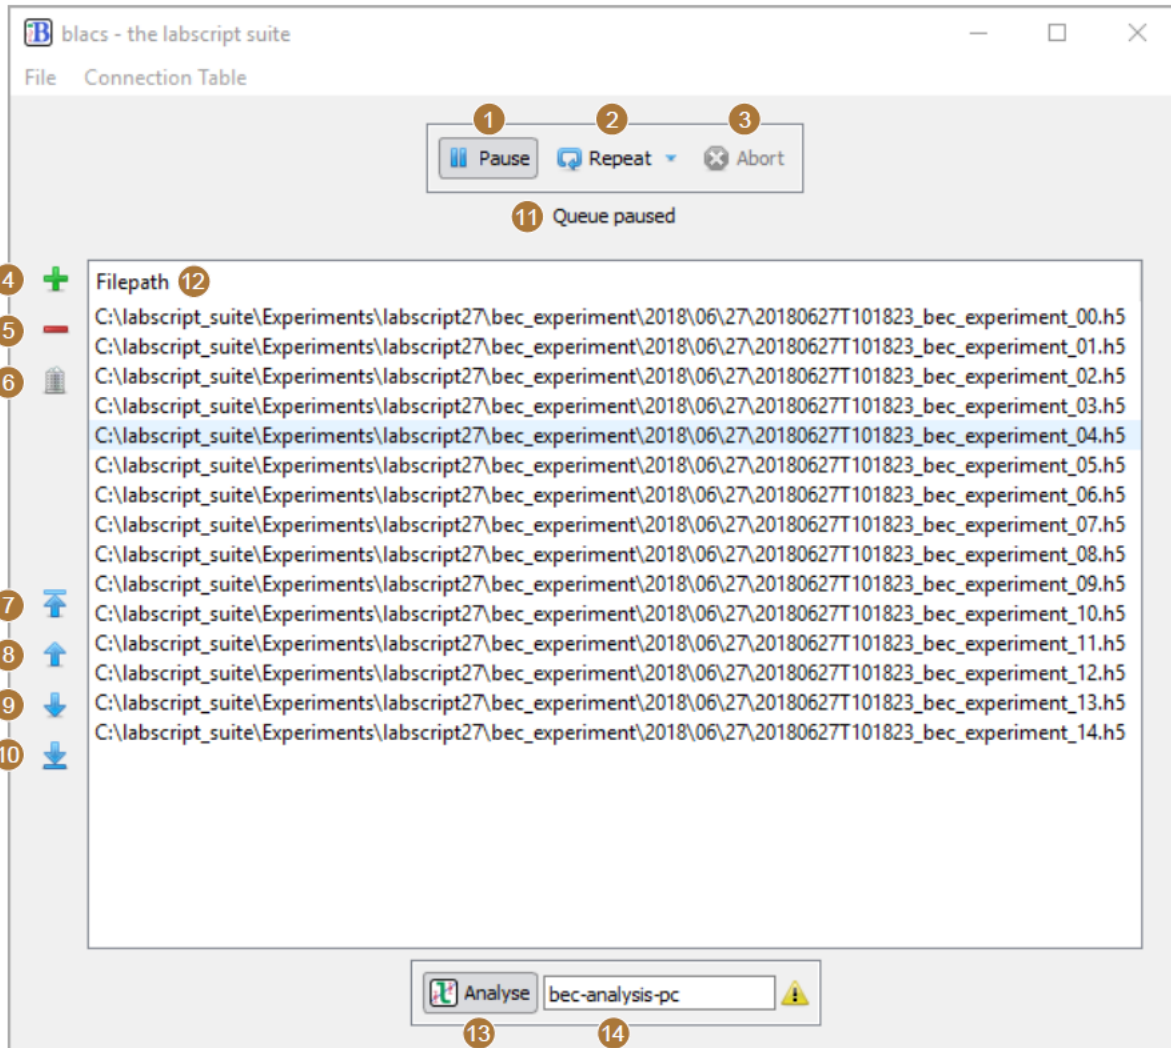 blacs - the labscript suite
File Connection Table
1 2 3
Pause Repeat Abort
11 Queue paused
4 Filepath 12
C:\labscript_suite\Experiments\labscript27\bec_experiment\2018\06\27\20180627T101823_bec_experiment_00.h5
5
C:\labscript_suite\Experiments\labscript27\bec_experiment\2018\06\27\20180627T101823_bec_experiment_01.h5
6 C:\labscript_suite\Experiments\labscript27\bec_experiment\2018\06\27\20180627T101823_bec_experiment_02.h5
C:\labscript_suite\Experiments\labscript27\bec_experiment\2018\06\27\20180627T101823_bec_experiment_03.h5
C:\labscript_suite\Experiments\labscript27\bec_experiment\2018\06\27\20180627T101823_bec_experiment_04.h5
C:\labscript_suite\Experiments\labscript27\bec_experiment\2018\06\27\20180627T101823_bec_experiment_05.h5
C:\labscript_suite\Experiments\labscript27\bec_experiment\2018\06\27\20180627T101823_bec_experiment_06.h5
C:\labscript_suite\Experiments\labscript27\bec_experiment\2018\06\27\20180627T101823_bec_experiment_07.h5
C:\labscript_suite\Experiments\labscript27\bec_experiment\2018\06\27\20180627T101823_bec_experiment_08.h5
C:\labscript_suite\Experiments\labscript27\bec_experiment\2018\06\27\20180627T101823_bec_experiment_09.h5
7 C:\labscript_suite\Experiments\labscript27\bec_experiment\2018\06\27\20180627T101823_bec_experiment_10.h5
C:\labscript_suite\Experiments\labscript27\bec_experiment\2018\06\27\20180627T101823_bec_experiment_11.h5
8
C:\labscript_suite\Experiments\labscript27\bec_experiment\2018\06\27\20180627T101823_bec_experiment_12.h5
9 C:\labscript_suite\Experiments\labscript27\bec_experiment\2018\06\27\20180627T101823_bec_experiment_13.h5
C:\labscript_suite\Experiments\labscript27\bec_experiment\2018\06\27\20180627T101823_bec_experiment_14.h5
10
Analyse bec-analysis-pc
13 14